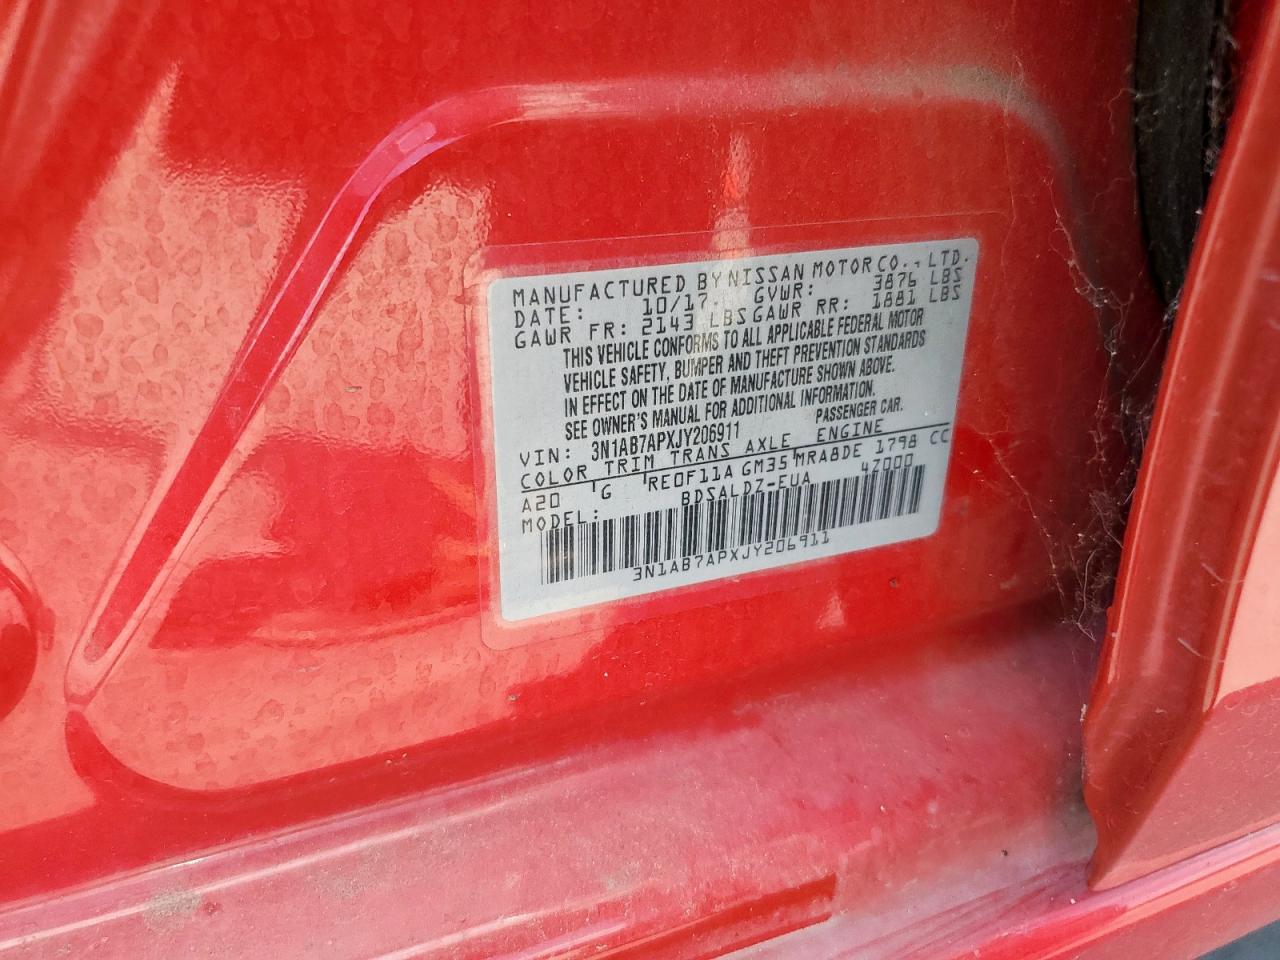 MANUFACTURED BY NISSAN MOTOR CO., LTD.
DATE: 10/17 GVWR: 3876 LBS
GAWR FR: 2143 LBS GAWR RR: 1881 LBS
THIS VEHICLE CONFORMS TO ALL APPLICABLE FEDERAL MOTOR
VEHICLE SAFETY, BUMPER AND THEFT PREVENTION STANDARDS
IN EFFECT ON THE DATE OF MANUFACTURE SHOWN ABOVE.
SEE OWNER'S MANUAL FOR ADDITIONAL INFORMATION.
VIN: 3N1AB7APXJY206911 PASSENGER CAR.
COLOR TRIM TRANS AXLE ENGINE
A20 G RE0F11A GM35 MRA8DE 1798 CC
MODEL: BDSALDZ-EUA 47000
3N1AB7APXJY206911